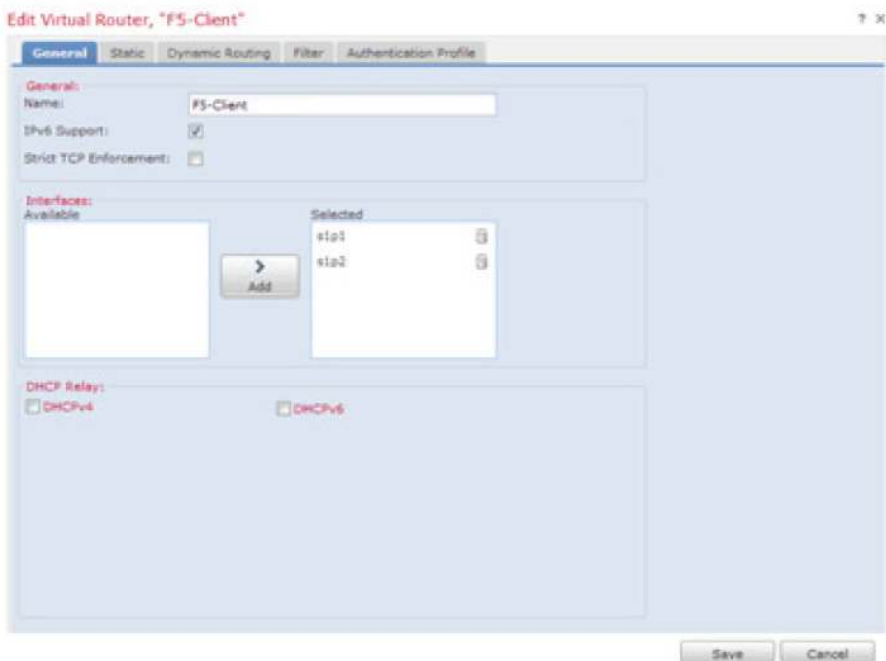 Edit Virtual Router, "F5-Client"
? X
General Static Dynamic Routing Filter Authentication Profile
General:
Name: F5-Client
IPv6 Support:
Strict TCP Enforcement:
Interfaces:
Available Selected
s1p1
s1p2
> Add
DHCP Relay:
DHCPv4 DHCPv6
Save Cancel